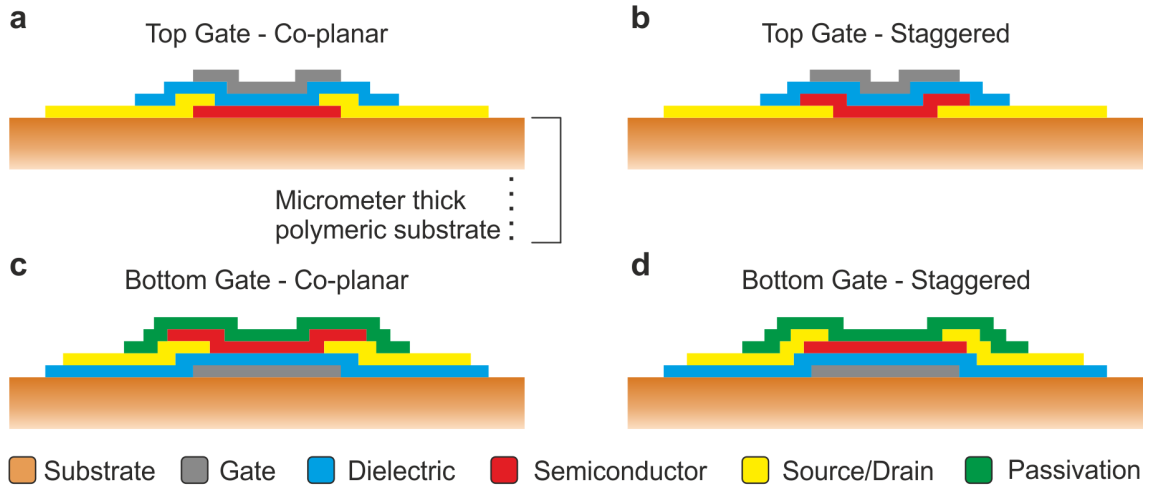 a
Top Gate - Co-planar
b
Top Gate - Staggered
Micrometer thick
polymeric substrate
c
Bottom Gate - Co-planar
d
Bottom Gate - Staggered
Substrate
Gate
Dielectric
Semiconductor
Source/Drain
Passivation